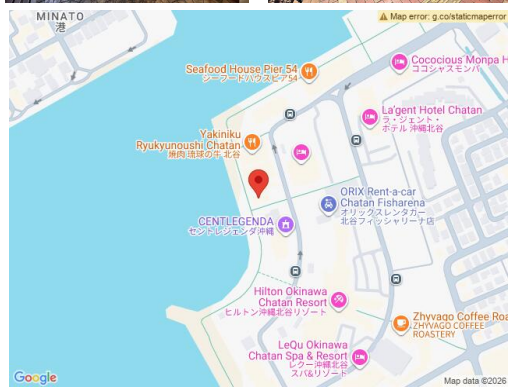 MINATO
港
Map error: g.co/staticmaperror
Cococious Monpa H
ココシャスモンパ
Seafood House Pier 54
シーフードハウスピア54
La'gent Hotel Chatan
ラ・ジェント・
ホテル 沖縄北谷
Yakiniku
Ryukyunoushi Chatan
焼肉 琉球の牛 北谷
ORIX Rent-a-car
Chatan Fisharena
オリックスレンタカー
北谷フィッシャリーナ店
CENTLEGENDA
セントレジェンダ沖縄
Hilton Okinawa
Chatan Resort
ヒルトン沖縄北谷リゾート
Zhyvago Coffee Roa
ZHYVAGO COFFEE
ROASTERY
LeQu Okinawa
Chatan Spa & Resort
レクー沖縄北谷
スパ&リゾート
Google
Map data ©2026